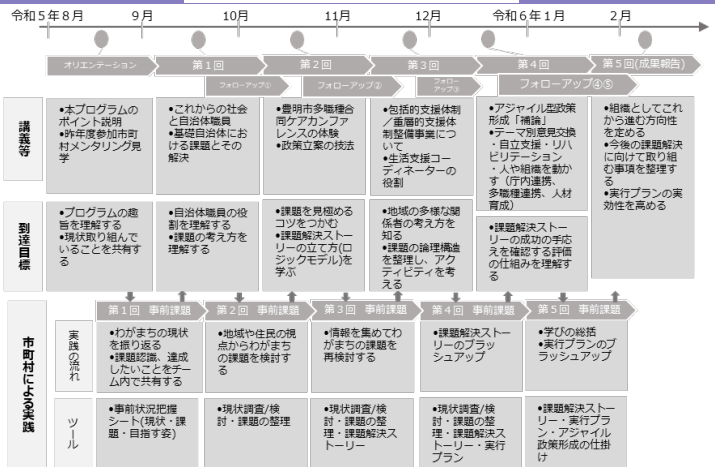 令和５年８月
９月
10月
11月
12月
令和６年１月
２月
オリエンテーション
第１回
第２回
第３回
第４回
第５回(成果報告)
フォローアップ①
フォローアップ②
フォロー
アップ③
フォローアップ④⑤
講義等
●本プログラムの
ポイント説明
●昨年度参加市町
村メンタリング見
学
●これからの社会
と自治体職員
●基礎自治体にお
ける課題とその
解決
●豊明市多職種合
同ケアカンファ
レンスの体験
●政策立案の技法
●包括的支援体制
／重層的支援体
制整備事業につ
いて
●生活支援コー
ディネーターの
役割
●アジャイル型政策
形成「補論」
●テーマ別意見交換
・自立支援・リハ
ビリテーション
・人や組織を動か
す（庁内連携、
多職種連携、人材
育成）
●組織としてこれ
から進む方向性
を定める
●今後の課題解決
に向けて取り組
む事項を整理す
る
●実行プランの実
効性を高める
到達目標
●プログラムの趣
旨を理解する
●現状取り組んで
いることを共有す
る
●自治体職員の役
割を理解する
●課題の考え方を
理解する
●課題を見極める
コツをつかむ
●課題解決ストー
リーの立て方(ロ
ジックモデル)を
学ぶ
●地域の多様な関
係者の考え方を
知る
●課題の論理構造
を整理し、アク
ティビティを考
える
●課題解決ストー
リーの成功の手応
えを確認する評価
の仕組みを理解す
る
市町村による実践
第１回　事前課題
第２回　事前課題
第３回　事前課題
第４回　事前課題
第５回　事前課題
実践の流れ
●わがまちの現状
を振り返る
●課題認識、達成
したいことをチー
ム内で共有する
●地域や住民の視
点からわがまち
の課題を検討す
る
●情報を集めてわ
がまちの課題を
再検討する
●課題解決ストー
リーのブラッ
シュアップ
●学びの総括
●実行プランのブ
ラッシュアップ
ツール
●事前状況把握
シート(現状・課
題・目指す姿)
●現状調査/検
討・課題の整理
●現状調査/検
討・課題の整
理・課題解決ス
トーリー
●現状調査/検
討・課題の整
理・課題解決ス
トーリー・実行
プラン
●課題解決ストー
リー・実行プラ
ン・アジャイル
政策形成の仕掛
け